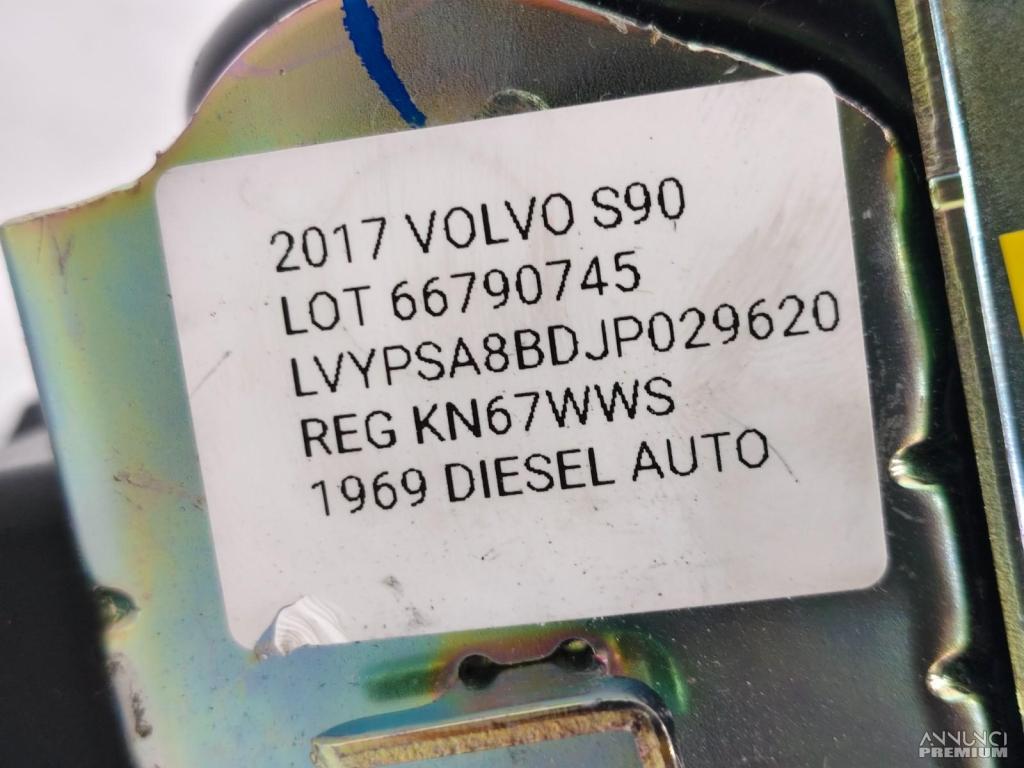 2017 VOLVO S90
LOT 66790745
LVYPSA8BDJP029620
REG KN67WWS
1969 DIESEL AUTO
ANNUNCI
PREMIUM